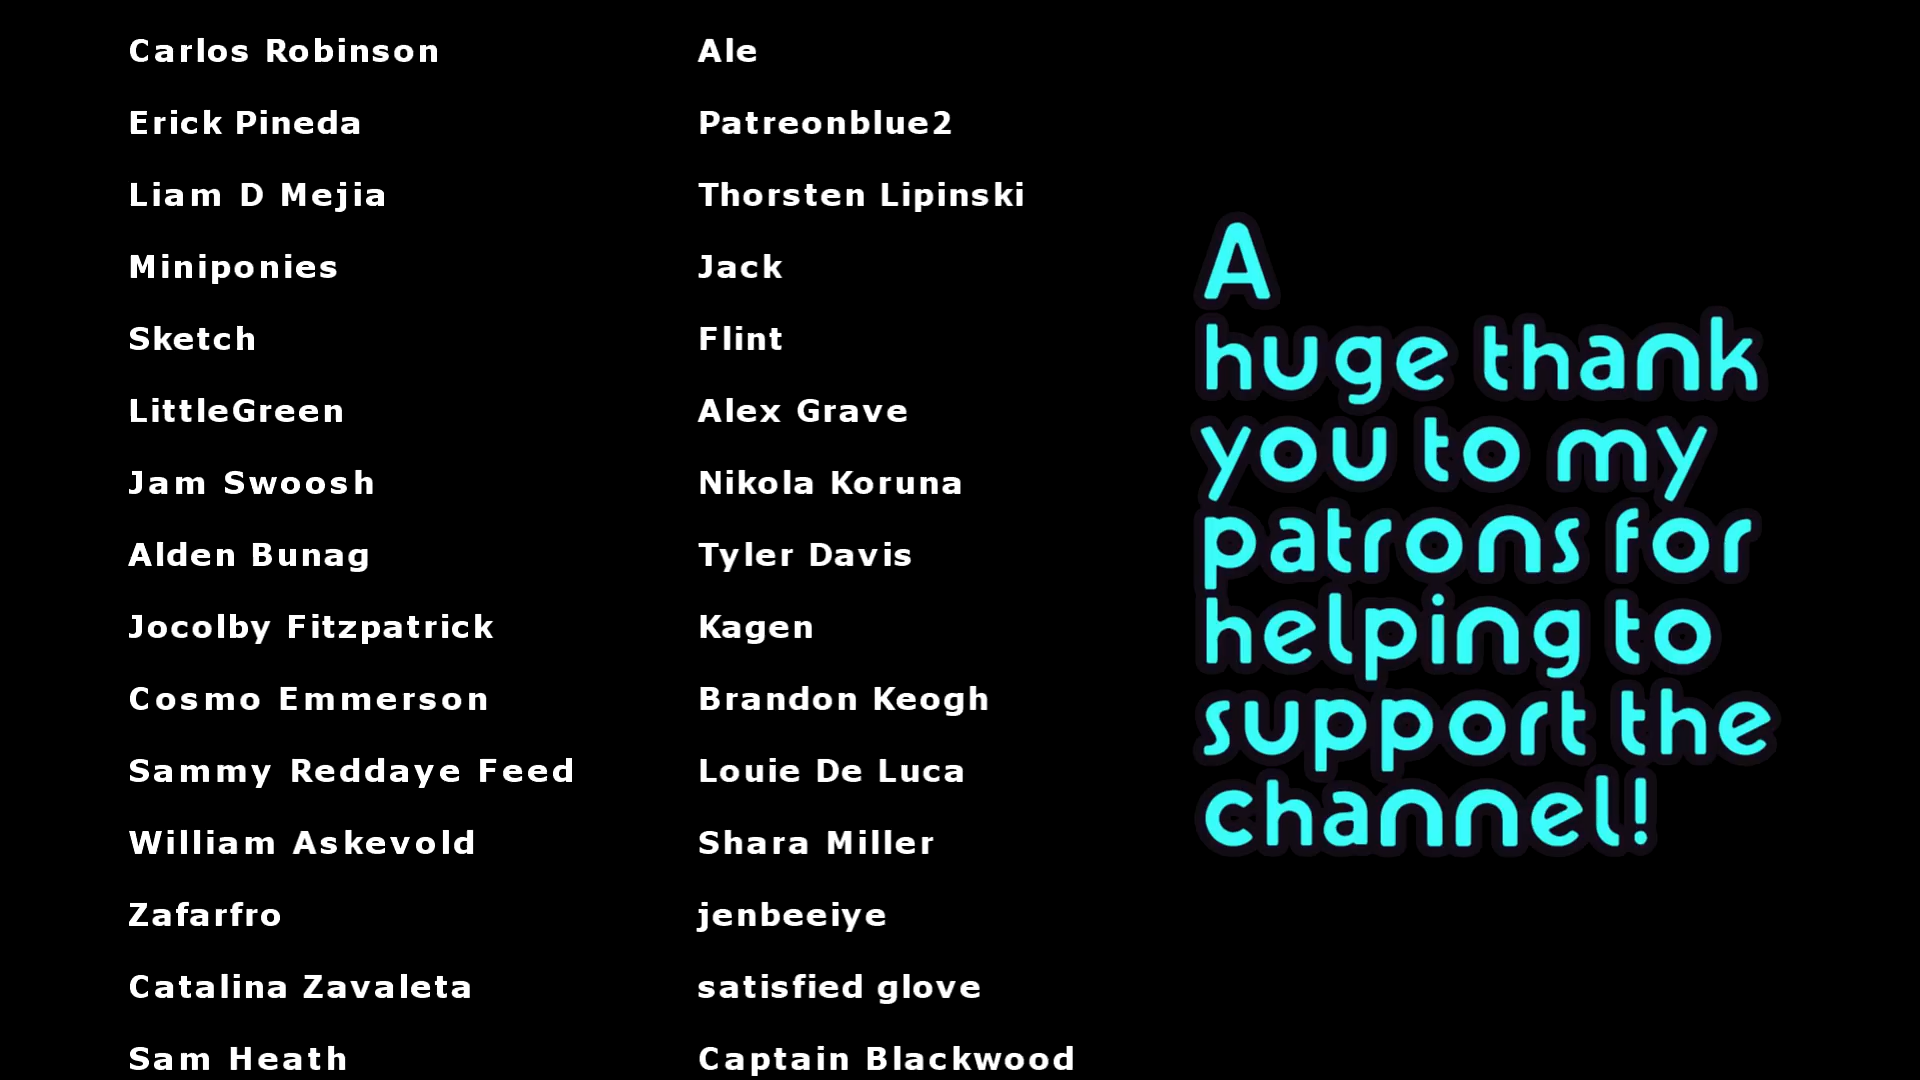 Carlos Robinson
Erick Pineda
Liam D Mejia
Miniponies
Sketch
LittleGreen
Jam Swoosh
Alden Bunag
Jocolby Fitzpatrick
Cosmo Emmerson
Sammy Reddaye Feed
William Askevold
Zafarfro
Catalina Zavaleta
Sam Heath
Ale
Patreonblue2
Thorsten Lipinski
Jack
Flint
Alex Grave
Nikola Koruna
Tyler Davis
Kagen
Brandon Keogh
Louie De Luca
Shara Miller
jenbeeiye
satisfied glove
Captain Blackwood
A
huge thank
you to my
patrons for
helping to
support the
channel!